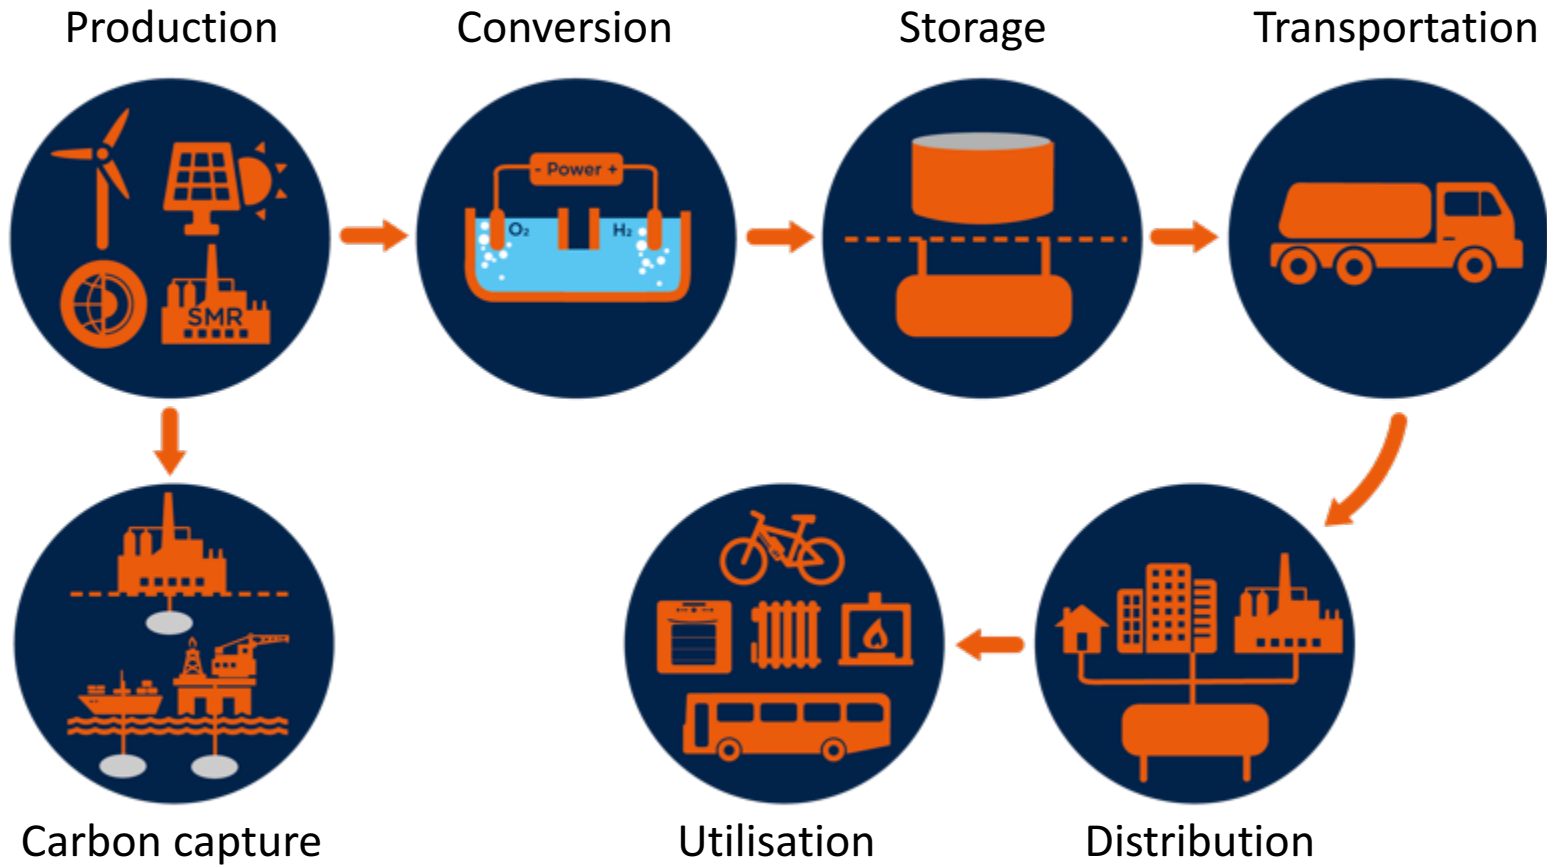 Production
Conversion
Storage
Transportation
- Power +
O₂
H₂
SMR
Carbon capture
Utilisation
Distribution